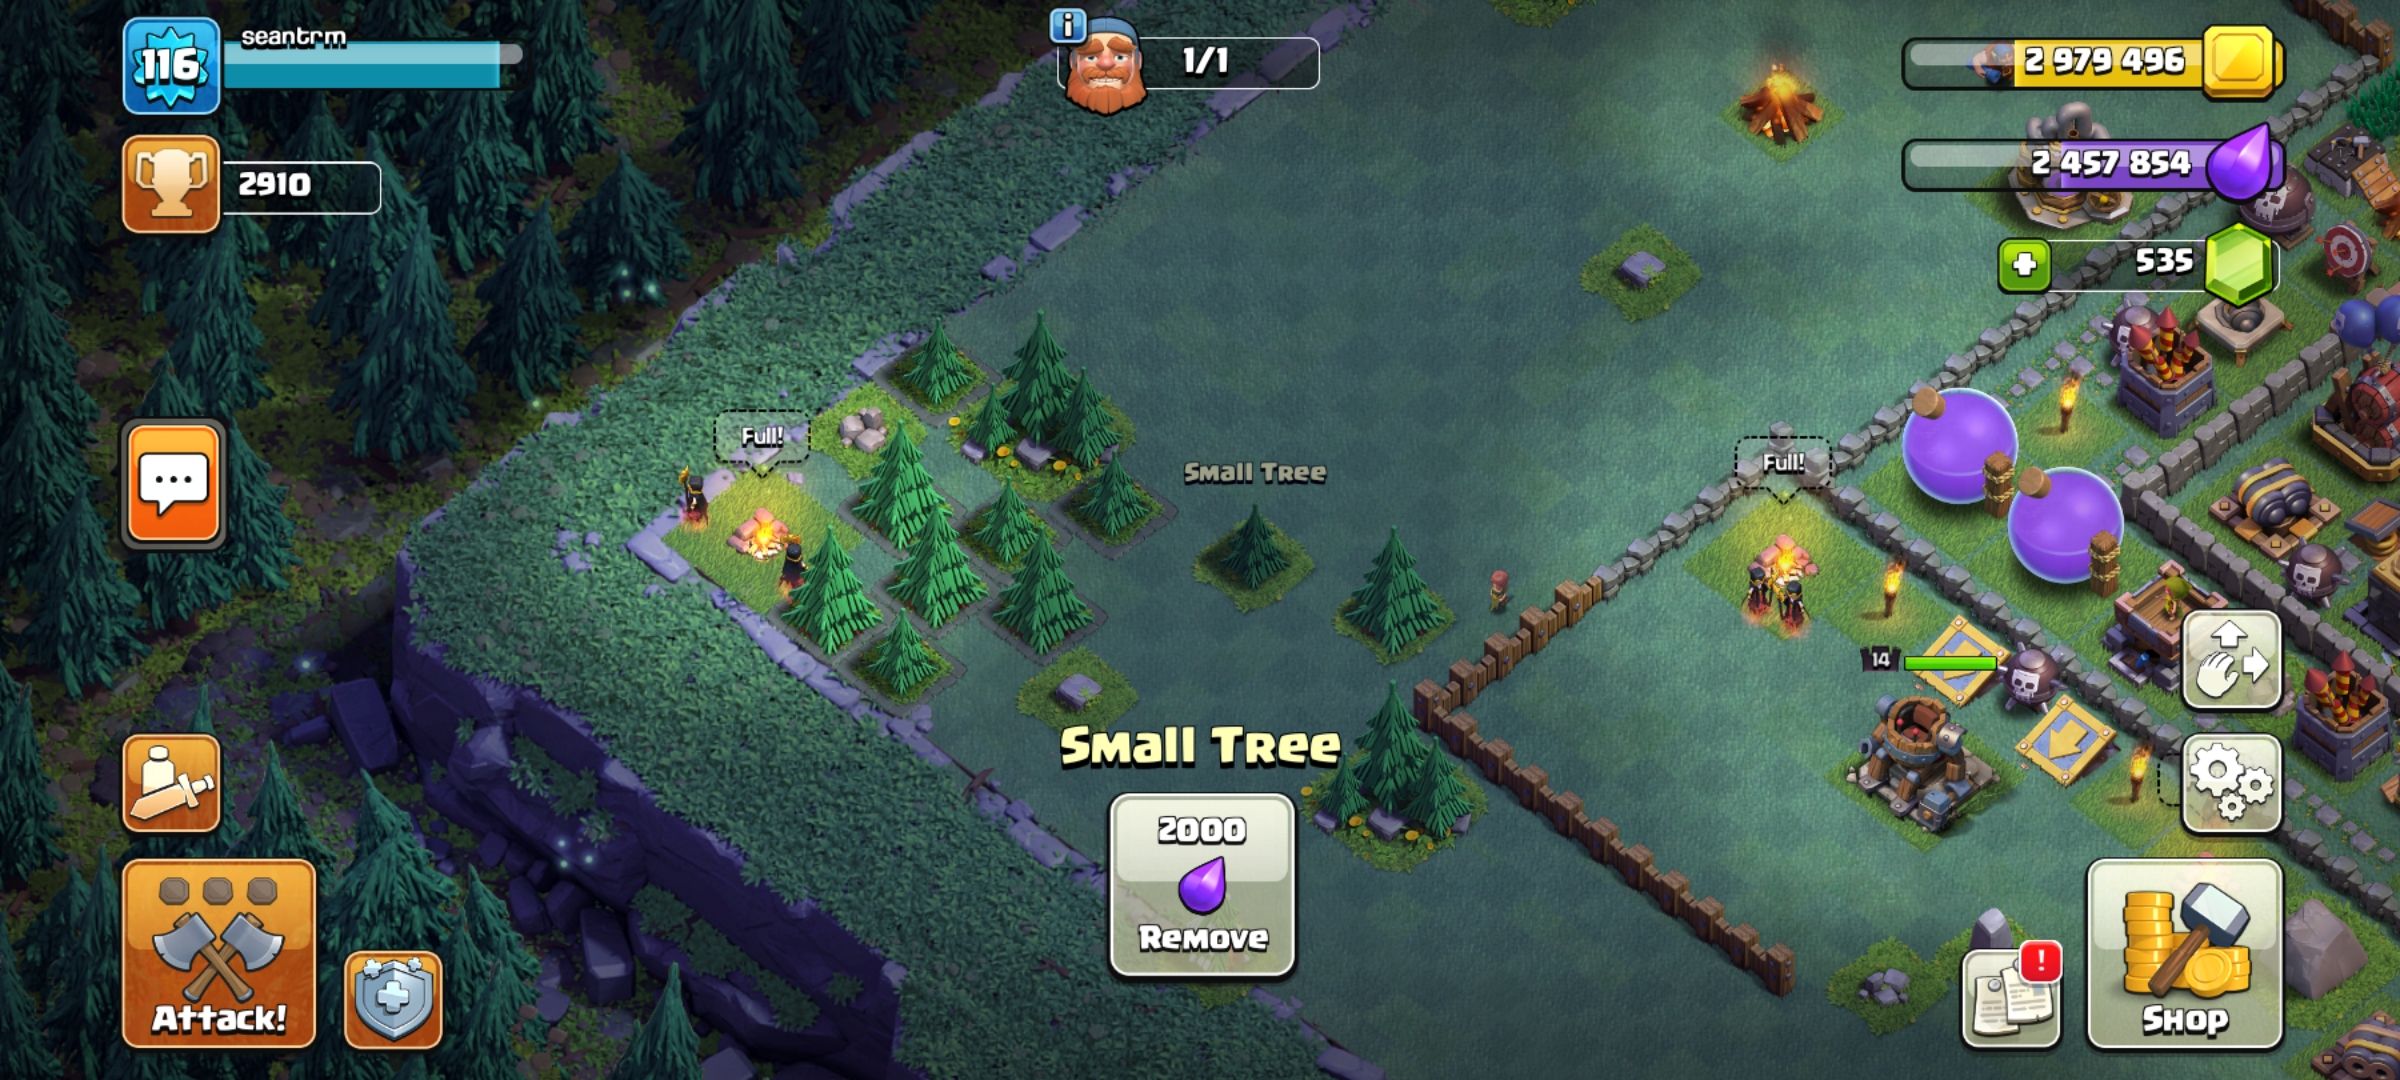 116
seantrm
1/1
2 979 496
2910
2 457 854
535
Full!
Full!
Small Tree
14
Small Tree
2000
Remove
Attack!
!
Shop